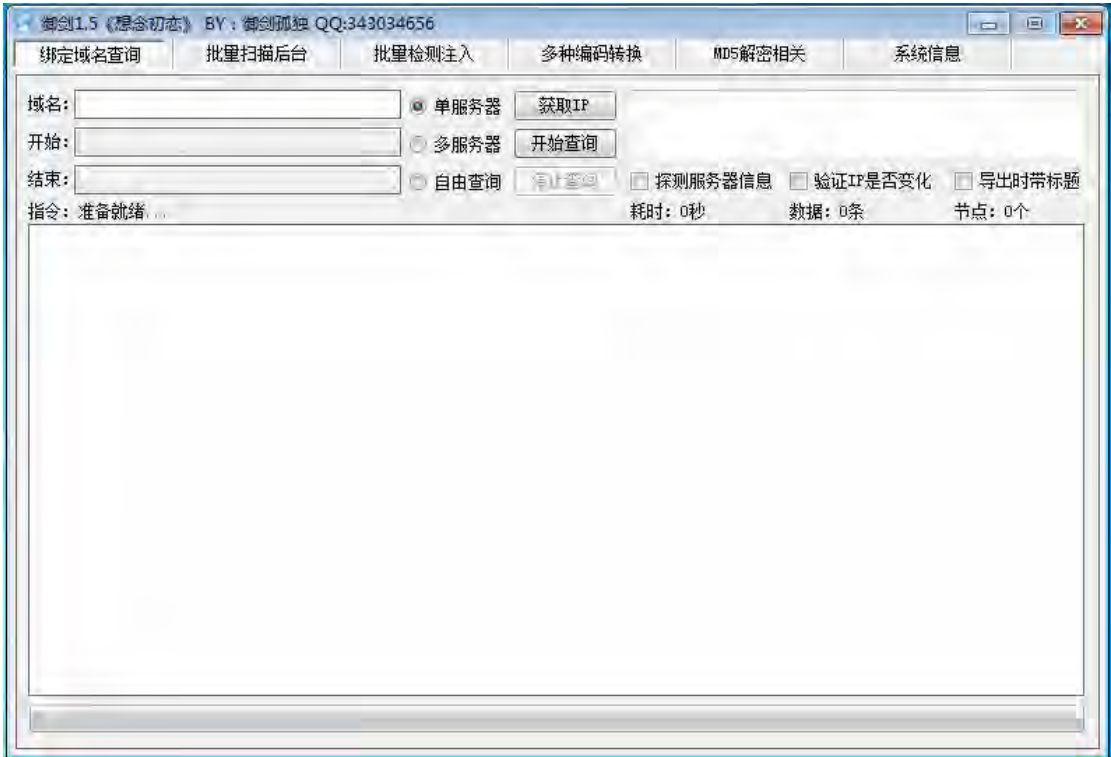 御剑1.5《想念初恋》 BY：御剑孤独 QQ:343034656
绑定域名查询 批量扫描后台 批量检测注入 多种编码转换 MD5解密相关 系统信息
域名: 单服务器 获取IP
开始: 多服务器 开始查询
结束: 自由查询 停止查询 探测服务器信息 验证IP是否变化 导出时带标题
指令: 准备就绪... 耗时: 0秒 数据: 0条 节点: 0个